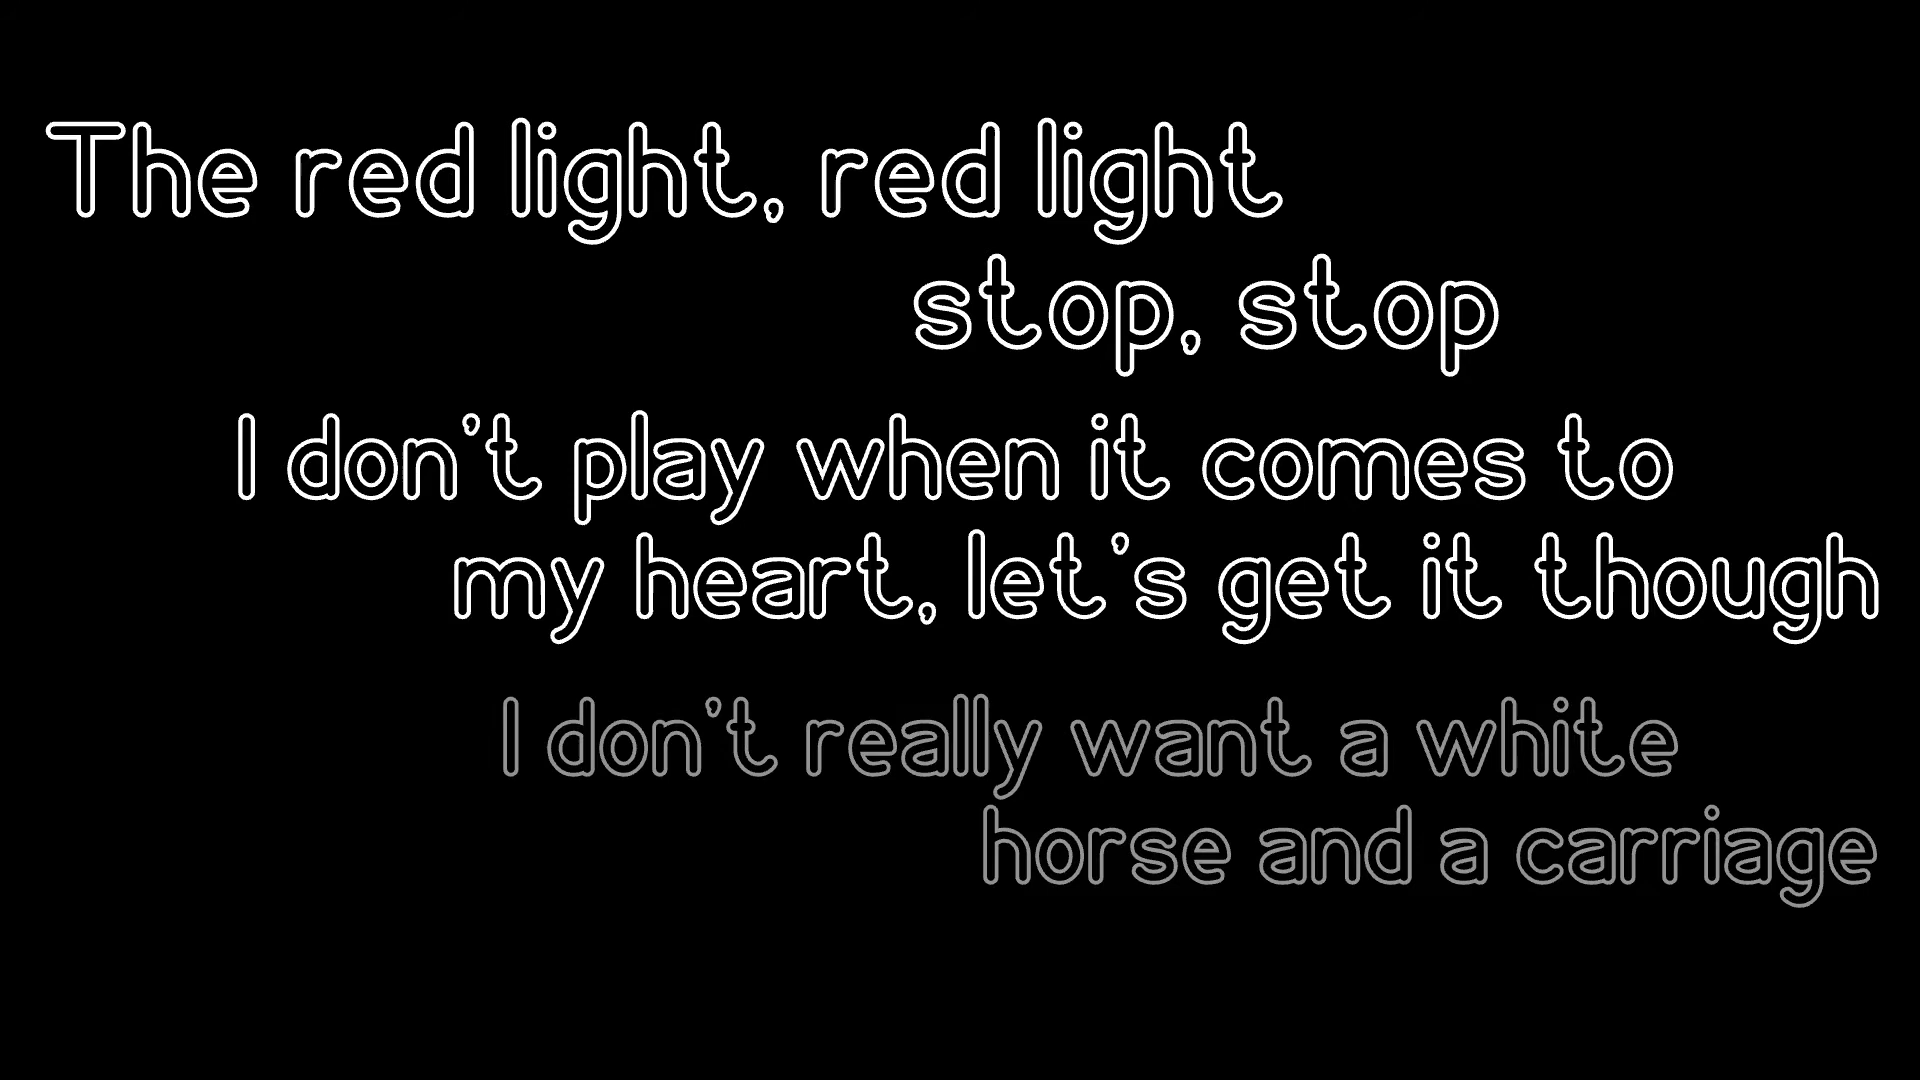 The red light, red light
stop, stop
I don't play when it comes to
my heart, let's get it though
I don't really want a white
horse and a carriage